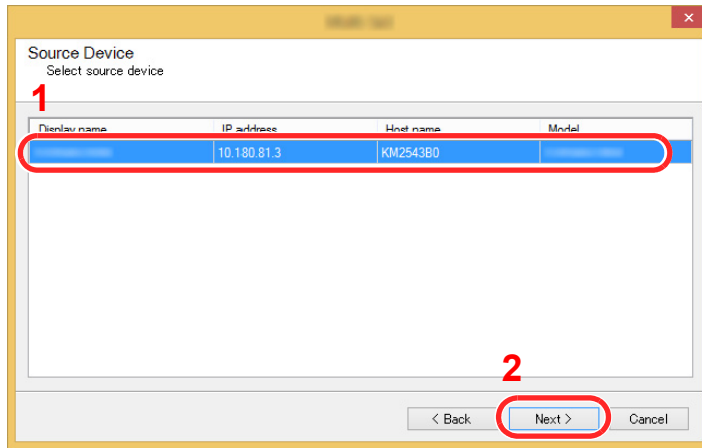 Source Device
Select source device
1
Display name IP address Host name Model
10.180.81.3 KM2543B0
2
< Back Next > Cancel